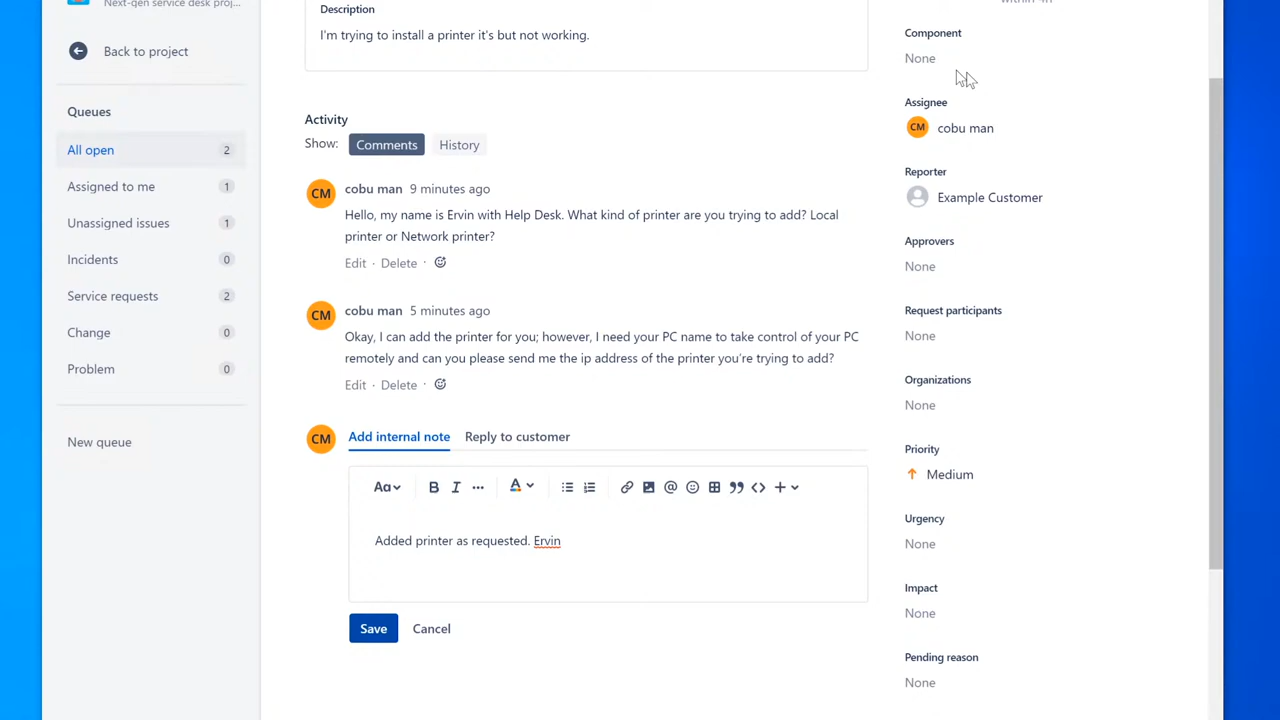 Next-gen service desk proj...
Back to project
Queues
All open 2
Assigned to me 1
Unassigned issues 1
Incidents 0
Service requests 2
Change 0
Problem 0
New queue
Description
I'm trying to install a printer it's but not working.
Activity
Show: Comments History
CM cobu man 9 minutes ago
Hello, my name is Ervin with Help Desk. What kind of printer are you trying to add? Local
printer or Network printer?
Edit · Delete ·
CM cobu man 5 minutes ago
Okay, I can add the printer for you; however, I need your PC name to take control of your PC
remotely and can you please send me the ip address of the printer you're trying to add?
Edit · Delete ·
CM Add internal note Reply to customer
Aa B I ... A
Added printer as requested. Ervin
Save Cancel
within 4h
Component
None
Assignee
CM cobu man
Reporter
Example Customer
Approvers
None
Request participants
None
Organizations
None
Priority
Medium
Urgency
None
Impact
None
Pending reason
None